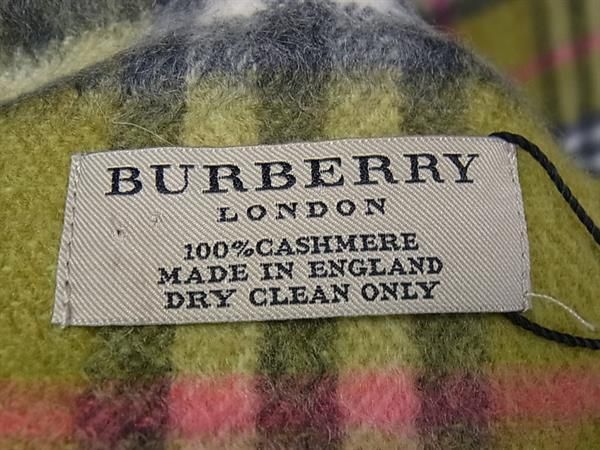 BURBERRY
LONDON
100%CASHMERE
MADE IN ENGLAND
DRY CLEAN ONLY